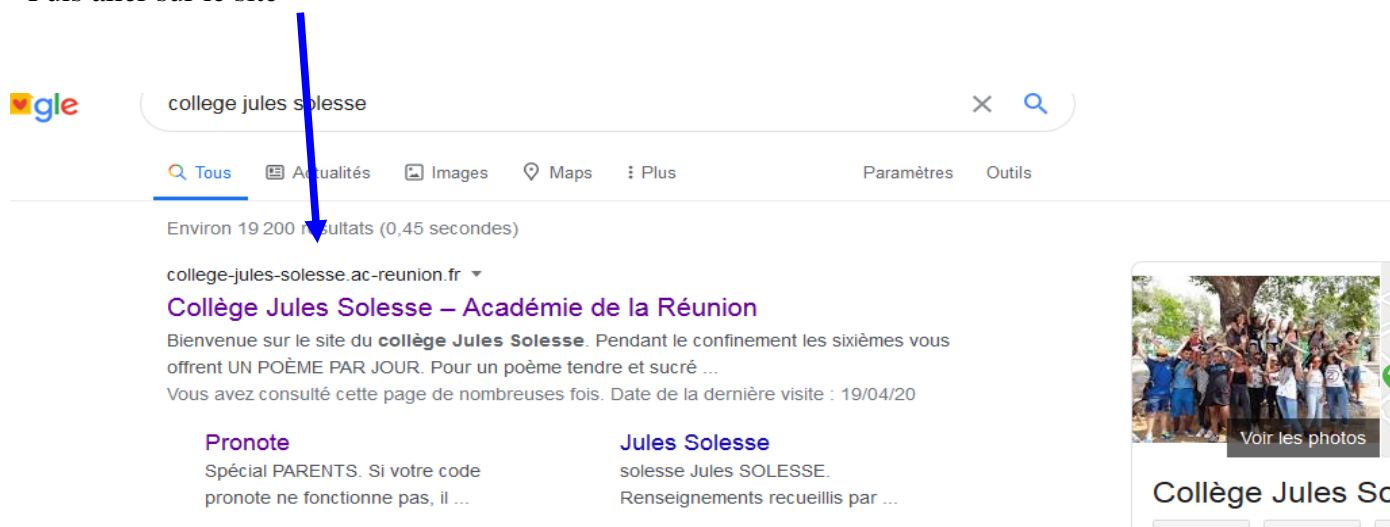 Puis aller sur le site
gle
college jules solesse
Tous Actualités Images Maps Plus Paramètres Outils
Environ 19 200 résultats (0,45 secondes)
college-jules-solesse.ac-reunion.fr
Collège Jules Solesse – Académie de la Réunion
Bienvenue sur le site du collège Jules Solesse. Pendant le confinement les sixièmes vous
offrent UN POÈME PAR JOUR. Pour un poème tendre et sucré ...
Vous avez consulté cette page de nombreuses fois. Date de la dernière visite : 19/04/20
Pronote
Spécial PARENTS. Si votre code
pronote ne fonctionne pas, il ...
Jules Solesse
solesse Jules SOLESSE.
Renseignements recueillis par ...
Voir les photos
Collège Jules So